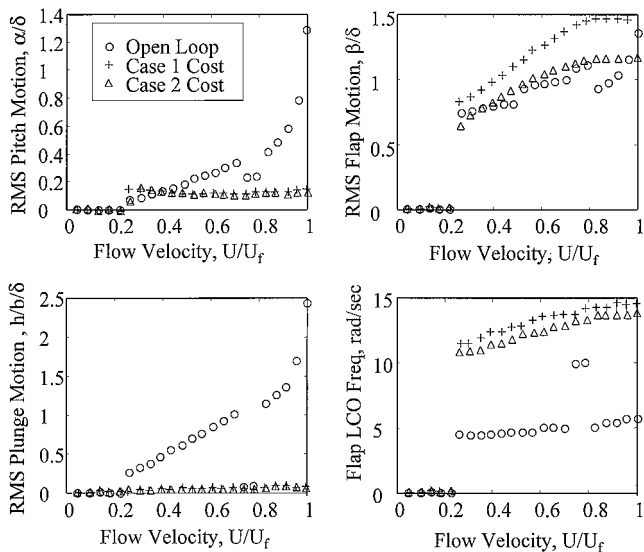 RMS Pitch Motion, α/δ
1.4
1.2
1
0.8
0.6
0.4
0.2
0
○ Open Loop
+ Case 1 Cost
△ Case 2 Cost
0 0.2 0.4 0.6 0.8 1
Flow Velocity, U/U_f
RMS Flap Motion, β/δ
1.5
1
0.5
0
0 0.2 0.4 0.6 0.8 1
Flow Velocity, U/U_f
RMS Plunge Motion , h/b/δ
2.5
2
1.5
1
0.5
0
0 0.2 0.4 0.6 0.8 1
Flow Velocity, U/U_f
Flap LCO Freq, rad/sec
15
10
5
0
0 0.2 0.4 0.6 0.8 1
Flow Velocity, U/U_f